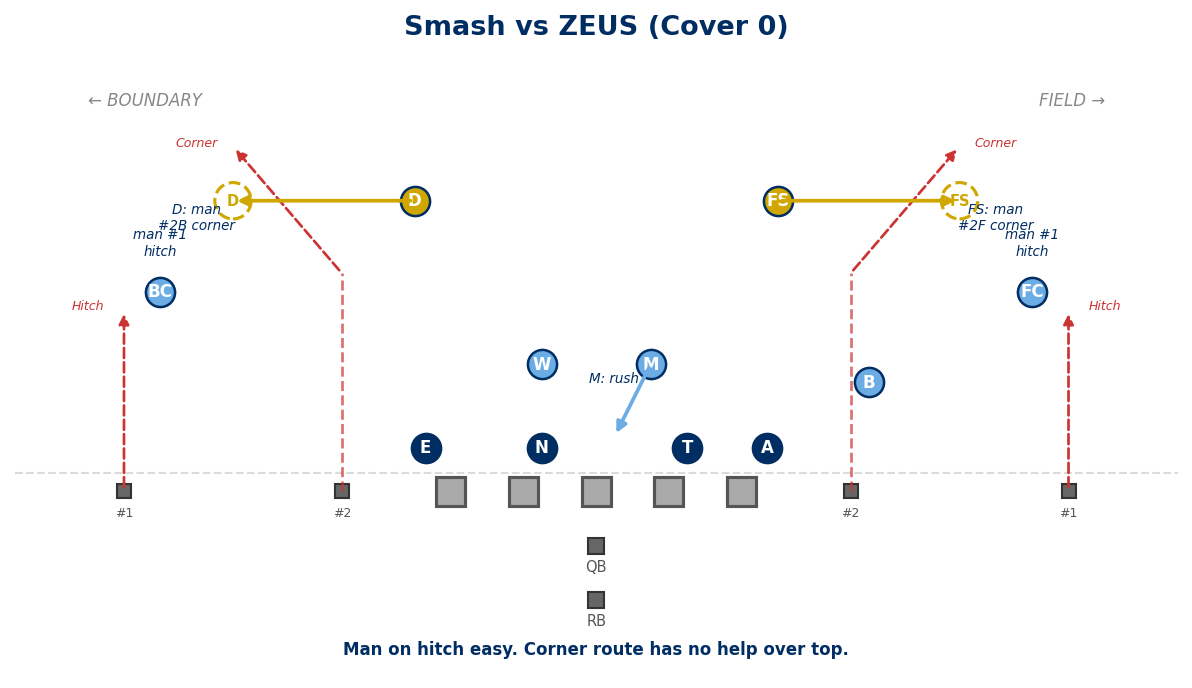 Smash vs ZEUS (Cover 0)
← BOUNDARY
FIELD →
Corner
Corner
D
D
FS
FS
D: man
#2B corner
FS: man
#2F corner
man #1
hitch
man #1
hitch
BC
FC
Hitch
Hitch
W
M
M: rush
B
E
N
T
A
#1
#2
#2
#1
QB
RB
Man on hitch easy. Corner route has no help over top.